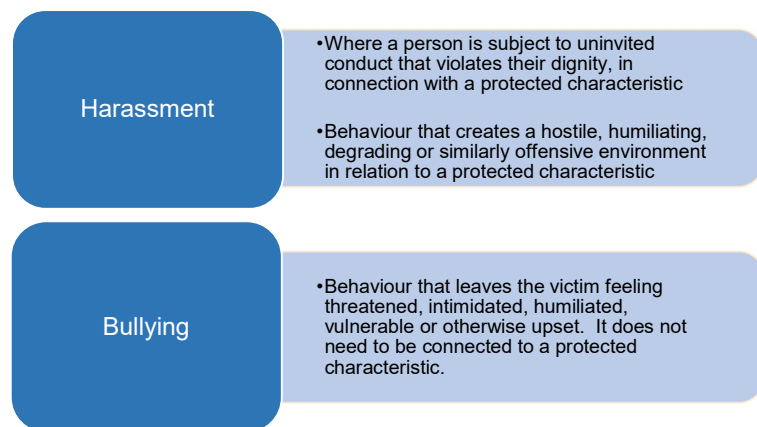 Harassment
•Where a person is subject to uninvited
conduct that violates their dignity, in
connection with a protected characteristic
•Behaviour that creates a hostile, humiliating,
degrading or similarly offensive environment
in relation to a protected characteristic
Bullying
•Behaviour that leaves the victim feeling
threatened, intimidated, humiliated,
vulnerable or otherwise upset.  It does not
need to be connected to a protected
characteristic.